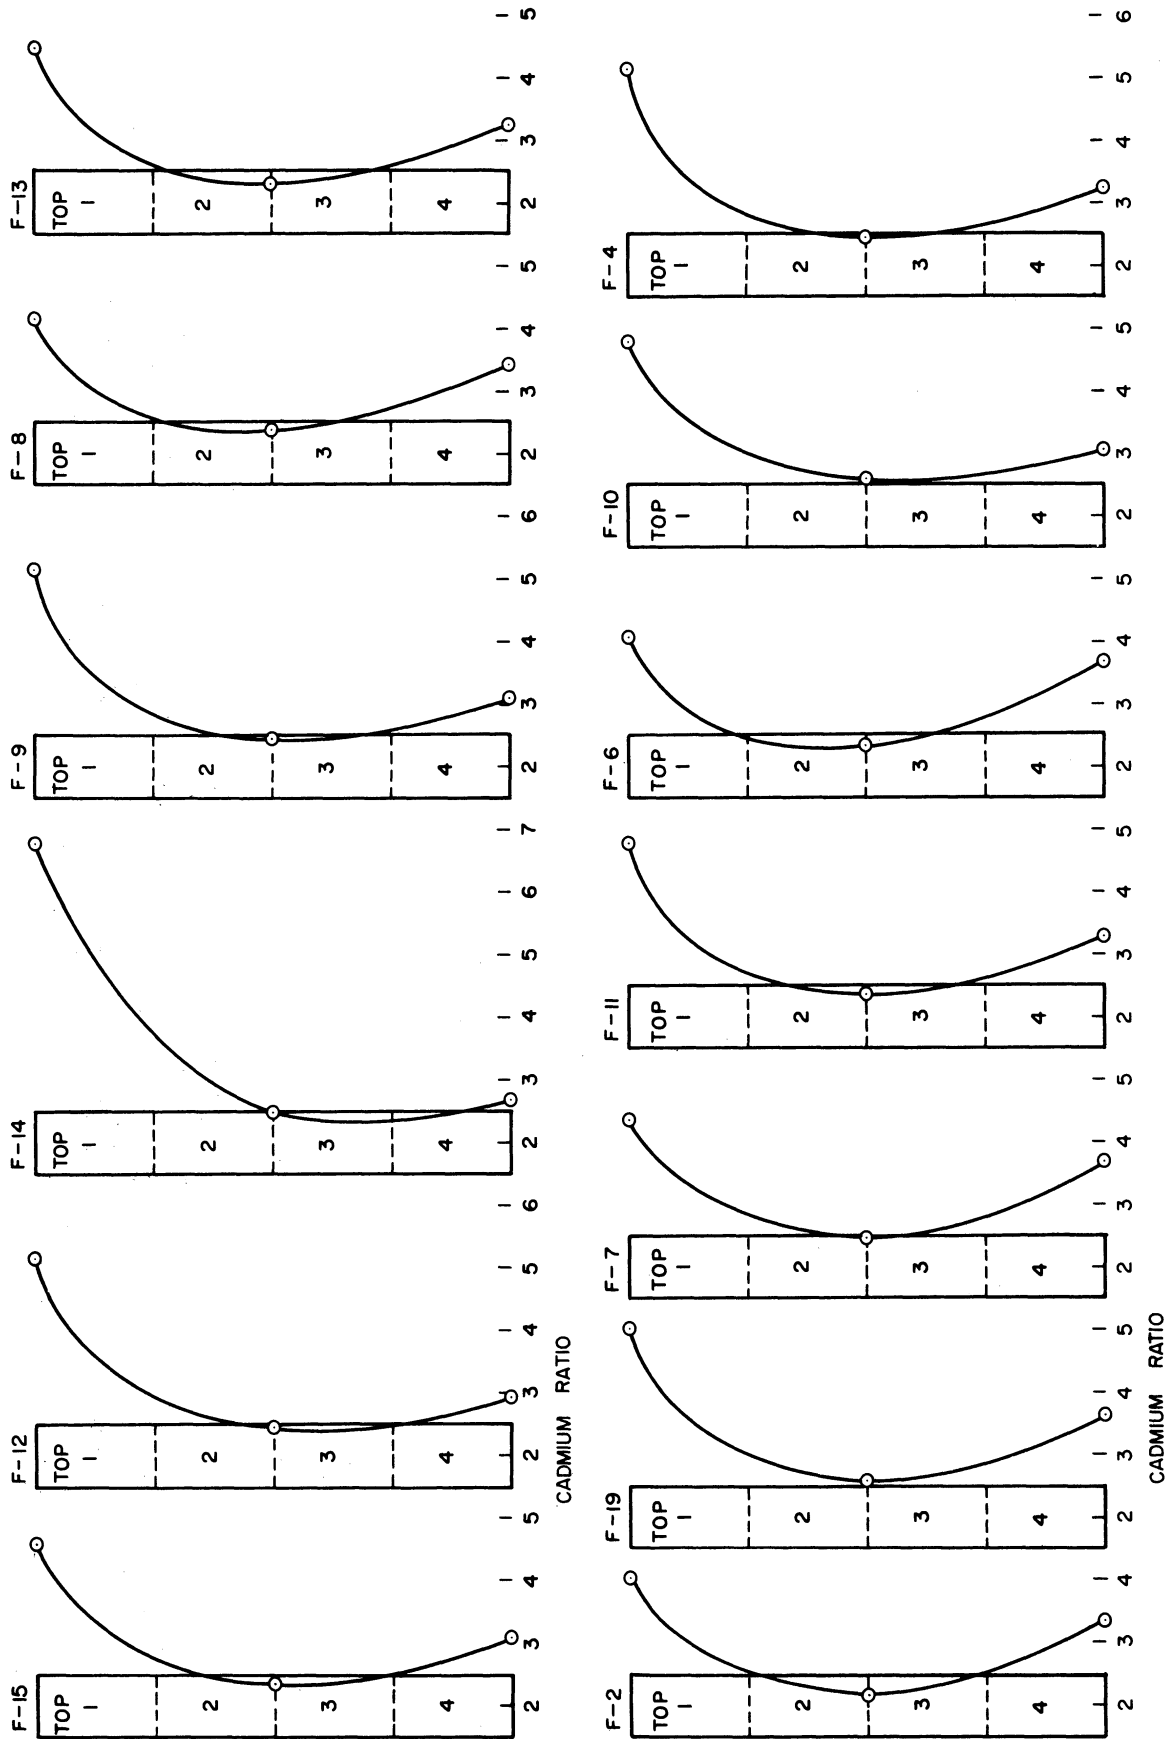 F-15 F-12 F-14 F-9 F-8 F-13
TOP TOP TOP TOP TOP TOP
1 1 1 1 1 1
2 2 2 2 2 2
3 3 3 3 3 3
4 4 4 4 4 4
2 3 4 5 2 3 4 5 6 2 3 4 5 6 7 2 3 4 5 6 2 3 4 5 2 3 4 5
CADMIUM RATIO
F-2 F-19 F-7 F-11 F-6 F-10 F-4
TOP TOP TOP TOP TOP TOP TOP
1 1 1 1 1 1 1
2 2 2 2 2 2 2
3 3 3 3 3 3 3
4 4 4 4 4 4 4
2 3 4 2 3 4 5 2 3 4 5 2 3 4 5 2 3 4 5 2 3 4 5 2 3 4 5 6
CADMIUM RATIO